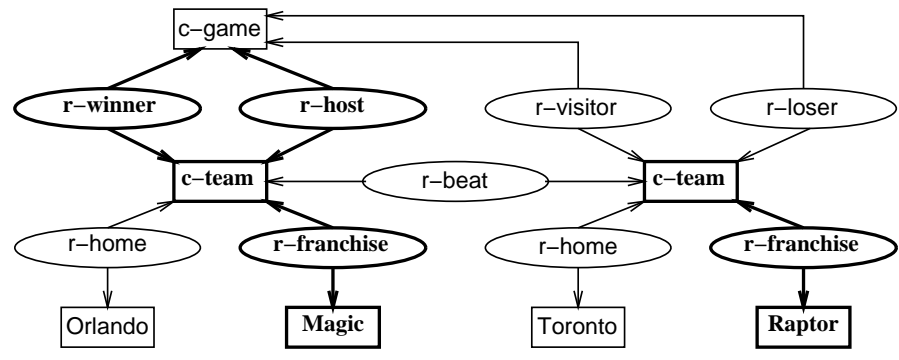 c−game
r−winner
r−host
r−visitor
r−loser
c−team
r−beat
c−team
r−home
r−franchise
r−home
r−franchise
Orlando
Magic
Toronto
Raptor